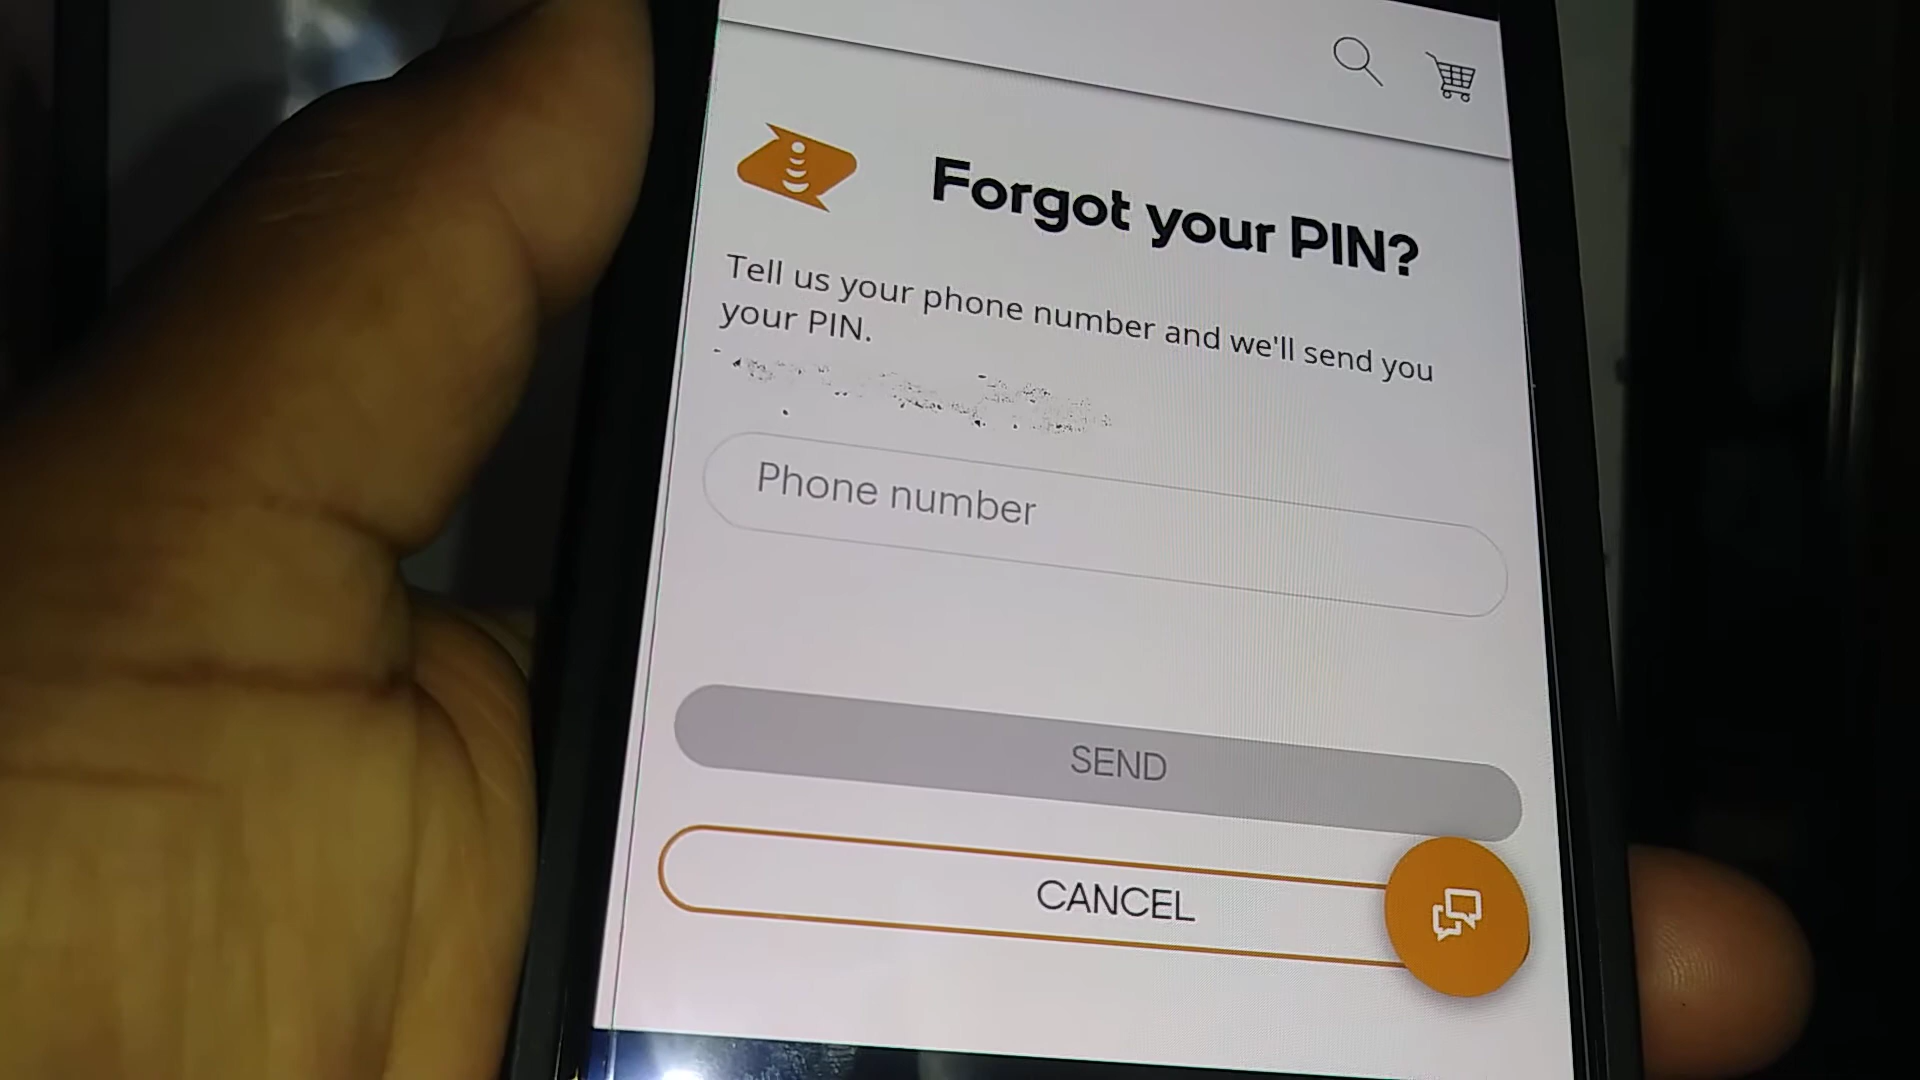 Forgot your PIN?
Tell us your phone number and we'll send you
your PIN.
Phone number
SEND
CANCEL